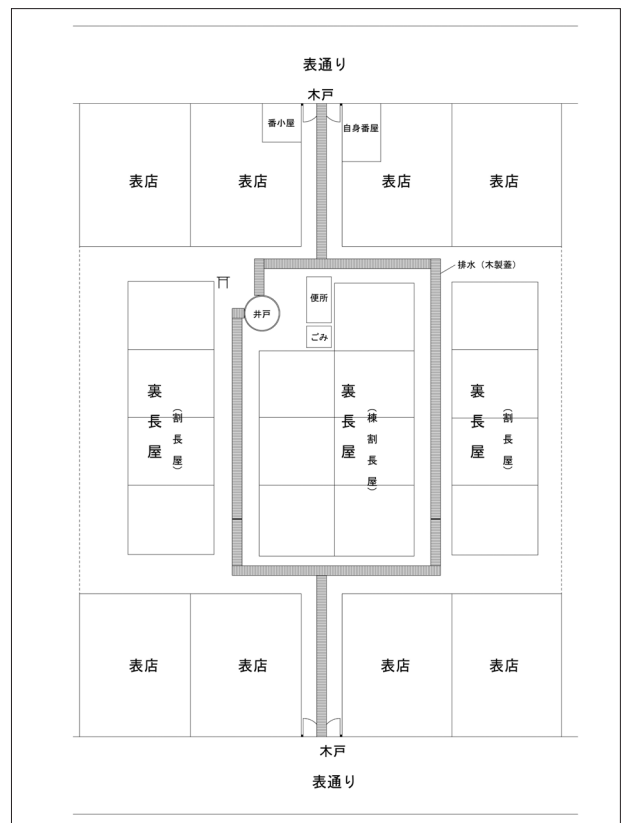 表通り
木戸
番小屋
自身番屋
表店
表店
表店
表店
排水（木製蓋）
便所
井戸
ごみ
裏長屋
（割長屋）
裏長屋
（棟割長屋）
裏長屋
（割長屋）
表店
表店
表店
表店
木戸
表通り